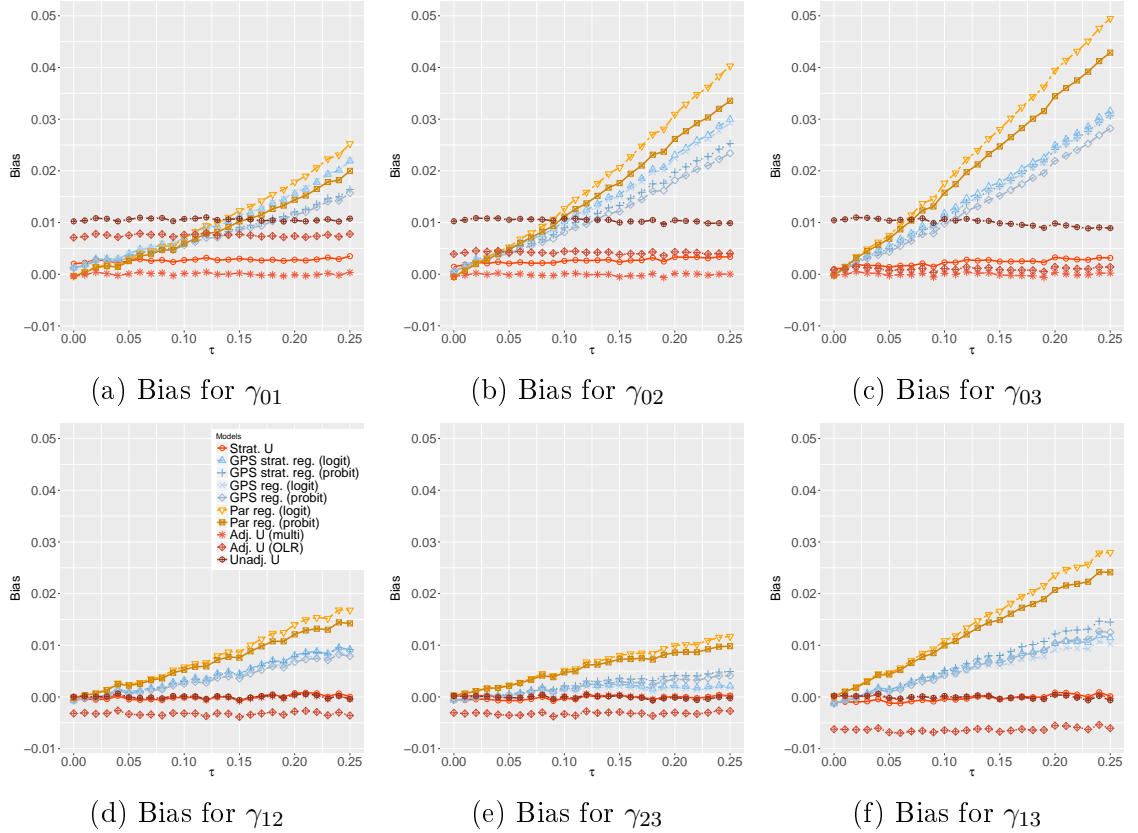 0.05
0.04
0.03
0.02
0.01
0.00
−0.01
Bias
0.00 0.05 0.10 0.15 0.20 0.25
τ
(a) Bias for γ01
0.05
0.04
0.03
0.02
0.01
0.00
−0.01
Bias
0.00 0.05 0.10 0.15 0.20 0.25
τ
(b) Bias for γ02
0.05
0.04
0.03
0.02
0.01
0.00
−0.01
Bias
0.00 0.05 0.10 0.15 0.20 0.25
τ
(c) Bias for γ03
0.05
0.04
0.03
0.02
0.01
0.00
−0.01
Bias
Models
Strat. U
GPS strat. reg. (logit)
GPS strat. reg. (probit)
GPS reg. (logit)
GPS reg. (probit)
Par reg. (logit)
Par reg. (probit)
Adj. U (multi)
Adj. U (OLR)
Unadj. U
0.00 0.05 0.10 0.15 0.20 0.25
τ
(d) Bias for γ12
0.05
0.04
0.03
0.02
0.01
0.00
−0.01
Bias
0.00 0.05 0.10 0.15 0.20 0.25
τ
(e) Bias for γ23
0.05
0.04
0.03
0.02
0.01
0.00
−0.01
Bias
0.00 0.05 0.10 0.15 0.20 0.25
τ
(f) Bias for γ13